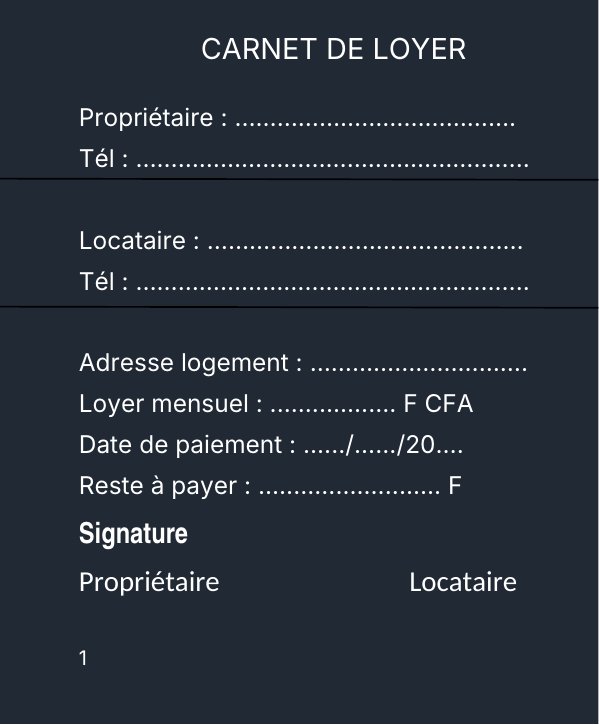 CARNET DE LOYER
Propriétaire : ........................................
Tél : ........................................................
Locataire : .............................................
Tél : ........................................................
Adresse logement : ...............................
Loyer mensuel : .................. F CFA
Date de paiement : ....../....../20....
Reste à payer : .......................... F
Signature
Propriétaire Locataire
1